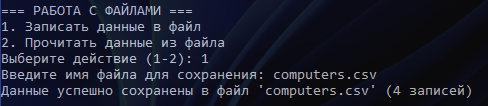 === РАБОТА С ФАЙЛАМИ ===
1. Записать данные в файл
2. Прочитать данные из файла
Выберите действие (1-2): 1
Введите имя файла для сохранения: computers.csv
Данные успешно сохранены в файл 'computers.csv' (4 записей)